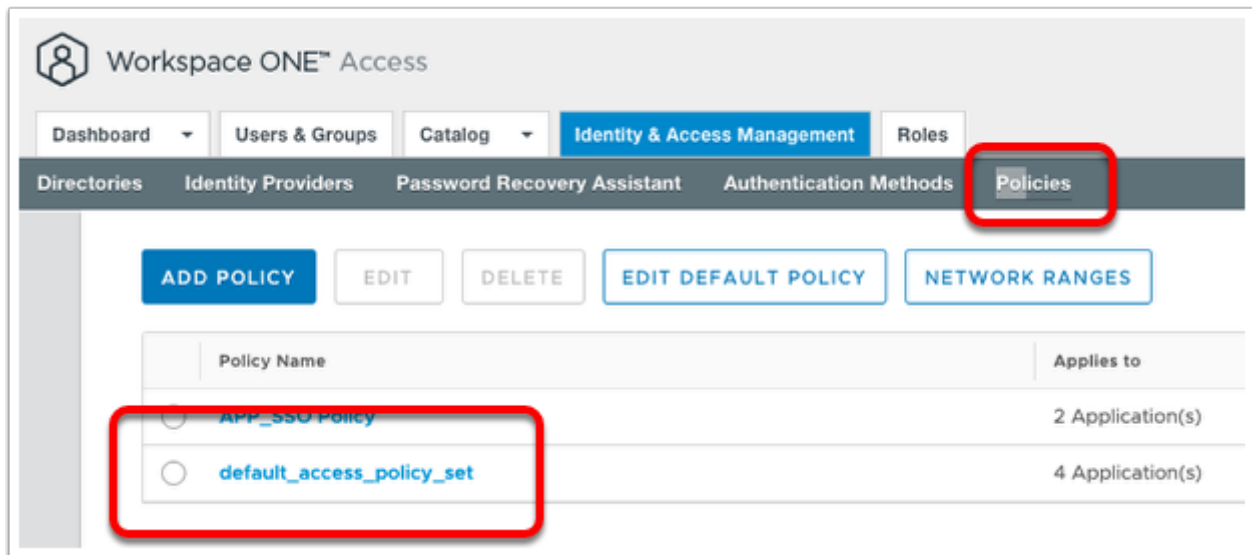 Workspace ONE™ Access
Dashboard Users & Groups Catalog Identity & Access Management Roles
Directories Identity Providers Password Recovery Assistant Authentication Methods Policies
ADD POLICY EDIT DELETE EDIT DEFAULT POLICY NETWORK RANGES
Policy Name Applies to
APP_SSO Policy 2 Application(s)
default_access_policy_set 4 Application(s)